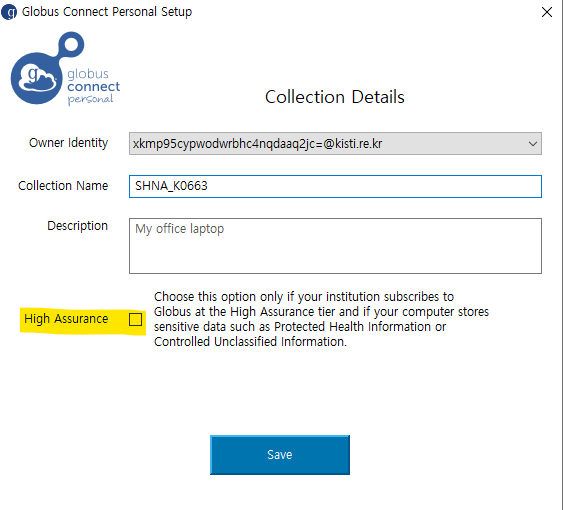 Globus Connect Personal Setup
globus
connect
personal
Collection Details
Owner Identity
xkmp95cypwodwrbhc4nqdaaq2jc=@kisti.re.kr
Collection Name
SHNA_K0663
Description
My office laptop
High Assurance
Choose this option only if your institution subscribes to
Globus at the High Assurance tier and if your computer stores
sensitive data such as Protected Health Information or
Controlled Unclassified Information.
Save